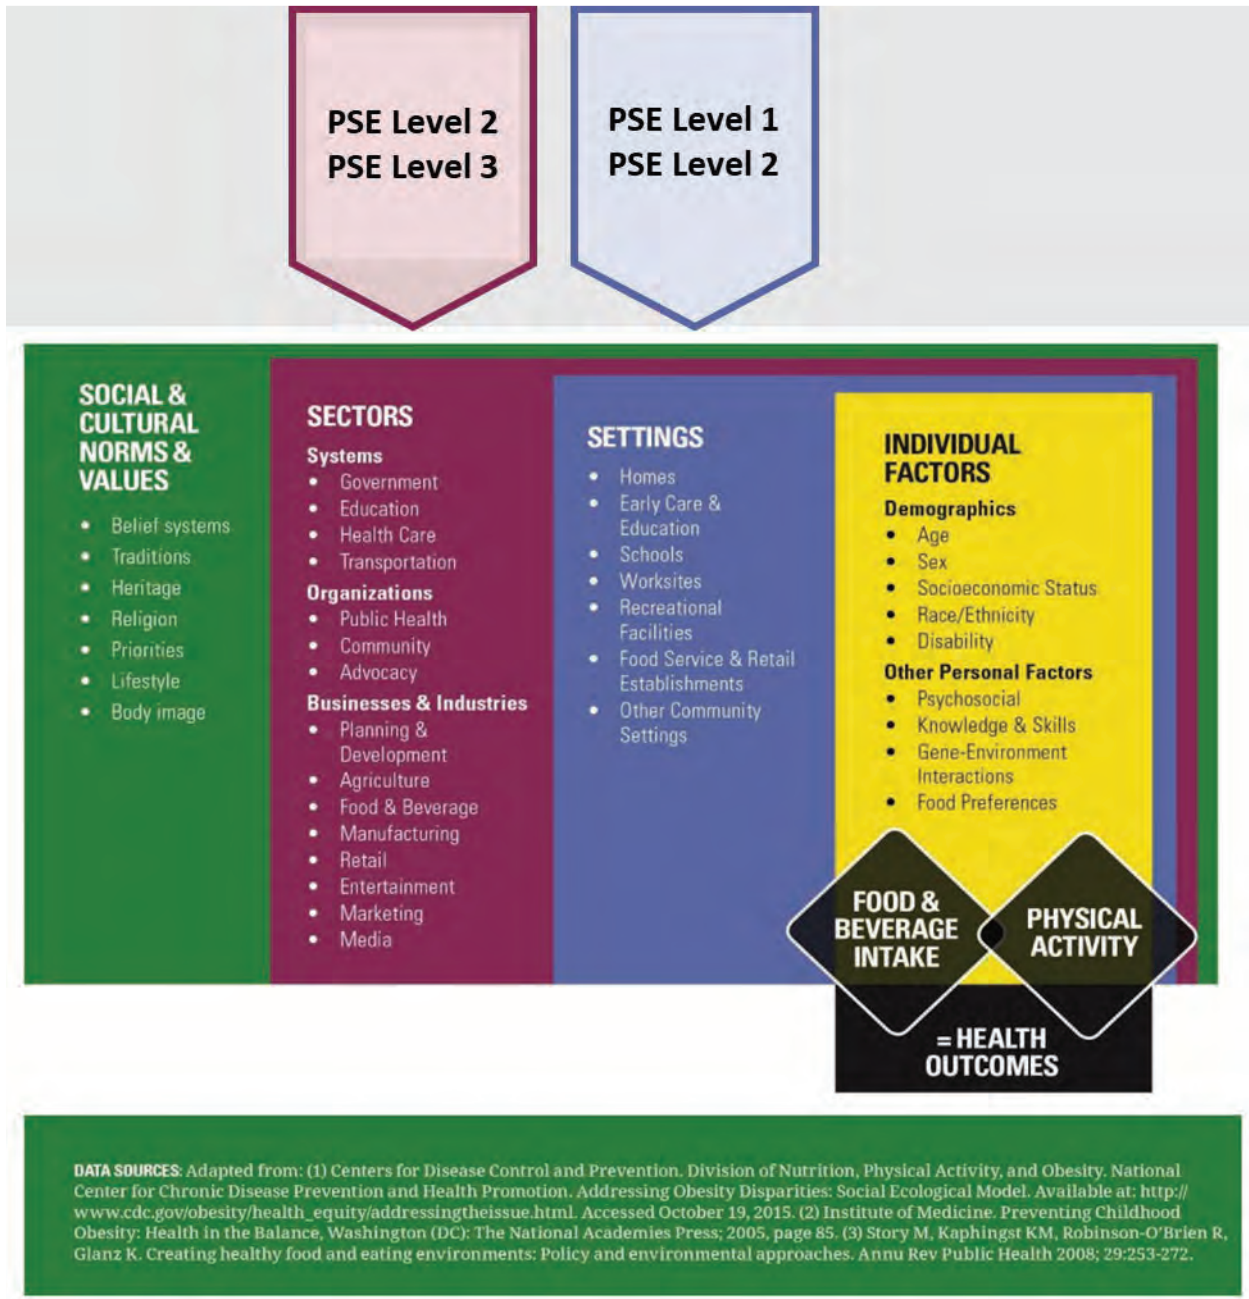 PSE Level 2
PSE Level 3
PSE Level 1
PSE Level 2
SOCIAL &
CULTURAL
NORMS &
VALUES
• Belief systems
• Traditions
• Heritage
• Religion
• Priorities
• Lifestyle
• Body image
SECTORS
Systems
• Government
• Education
• Health Care
• Transportation
Organizations
• Public Health
• Community
• Advocacy
Businesses & Industries
• Planning &
Development
• Agriculture
• Food & Beverage
• Manufacturing
• Retail
• Entertainment
• Marketing
• Media
SETTINGS
• Homes
• Early Care &
Education
• Schools
• Worksites
• Recreational
Facilities
• Food Service & Retail
Establishments
• Other Community
Settings
INDIVIDUAL
FACTORS
Demographics
• Age
• Sex
• Socioeconomic Status
• Race/Ethnicity
• Disability
Other Personal Factors
• Psychosocial
• Knowledge & Skills
• Gene-Environment
Interactions
• Food Preferences
FOOD &
BEVERAGE
INTAKE
PHYSICAL
ACTIVITY
= HEALTH
OUTCOMES
DATA SOURCES: Adapted from: (1) Centers for Disease Control and Prevention. Division of Nutrition, Physical Activity, and Obesity. National
Center for Chronic Disease Prevention and Health Promotion. Addressing Obesity Disparities: Social Ecological Model. Available at: http://
www.cdc.gov/obesity/health_equity/addressingtheissue.html. Accessed October 19, 2015. (2) Institute of Medicine. Preventing Childhood
Obesity: Health in the Balance, Washington (DC): The National Academies Press; 2005, page 85. (3) Story M, Kaphingst KM, Robinson-O'Brien R,
Glanz K. Creating healthy food and eating environments: Policy and environmental approaches. Annu Rev Public Health 2008; 29:253-272.